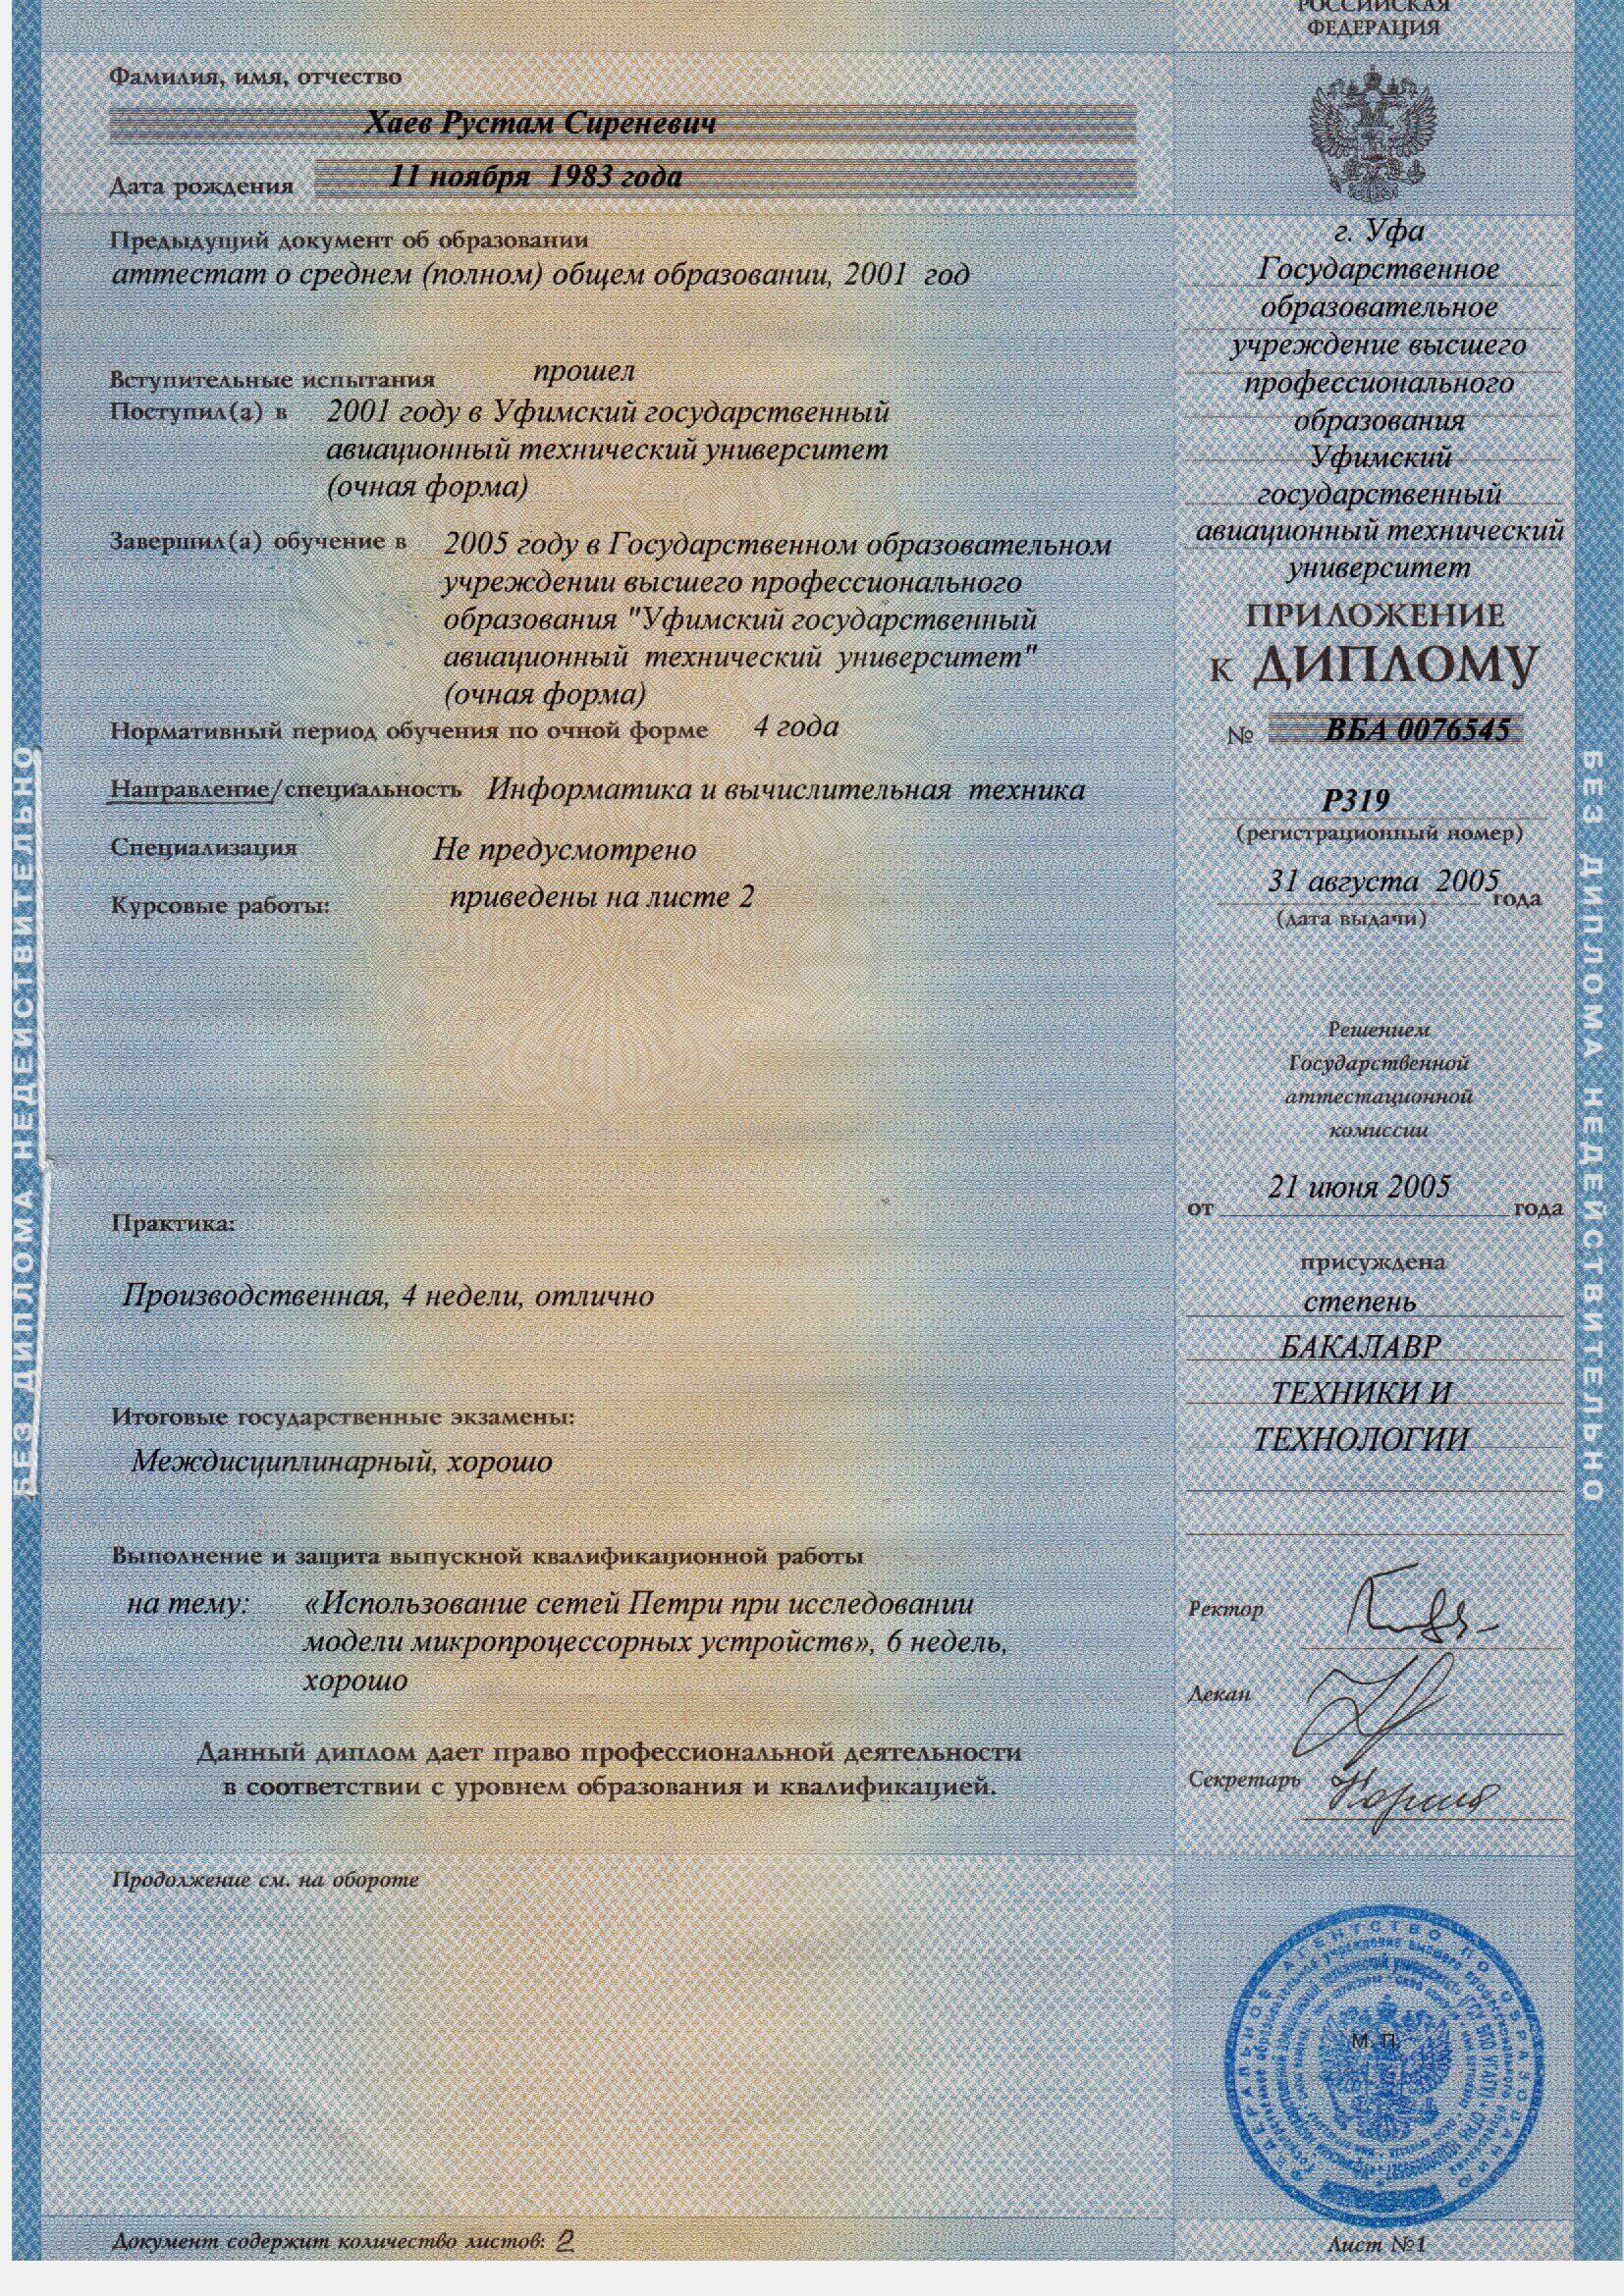 РОССИЙСКАЯ
ФЕДЕРАЦИЯ
Фамилия, имя, отчество
Хаев Рустам Сиреневич
Дата рождения 11 ноября 1983 года
Предыдущий документ об образовании
аттестат о среднем (полном) общем образовании, 2001 год
Вступительные испытания прошел
Поступил(а) в 2001 году в Уфимский государственный
авиационный технический университет
(очная форма)
Завершил(а) обучение в 2005 году в Государственном образовательном
учреждении высшего профессионального
образования "Уфимский государственный
авиационный технический университет"
(очная форма)
Нормативный период обучения по очной форме 4 года
Направление/специальность Информатика и вычислительная техника
Специализация Не предусмотрено
Курсовые работы: приведены на листе 2
Практика:
Производственная, 4 недели, отлично
Итоговые государственные экзамены:
Междисциплинарный, хорошо
Выполнение и защита выпускной квалификационной работы
на тему: «Использование сетей Петри при исследовании
модели микропроцессорных устройств», 6 недель,
хорошо
Данный диплом дает право профессиональной деятельности
в соответствии с уровнем образования и квалификацией.
Продолжение см. на обороте
Документ содержит количество листов: 2
г. Уфа
Государственное
образовательное
учреждение высшего
профессионального
образования
Уфимский
государственный
авиационный технический
университет
ПРИЛОЖЕНИЕ
к ДИПЛОМУ
№ ВБА 0076545
Р319
(регистрационный номер)
31 августа 2005 года
(дата выдачи)
Решением
Государственной
аттестационной
комиссии
от 21 июня 2005 года
присуждена
степень
БАКАЛАВР
ТЕХНИКИ И
ТЕХНОЛОГИИ
Ректор
Декан
Секретарь
ФЕДЕРАЛЬНОЕ АГЕНТСТВО ПО ОБРАЗОВАНИЮ
М. П.
Лист №1
БЕЗ ДИПЛОМА НЕДЕЙСТВИТЕЛЬНО
БЕЗ ДИПЛОМА НЕДЕЙСТВИТЕЛЬНО